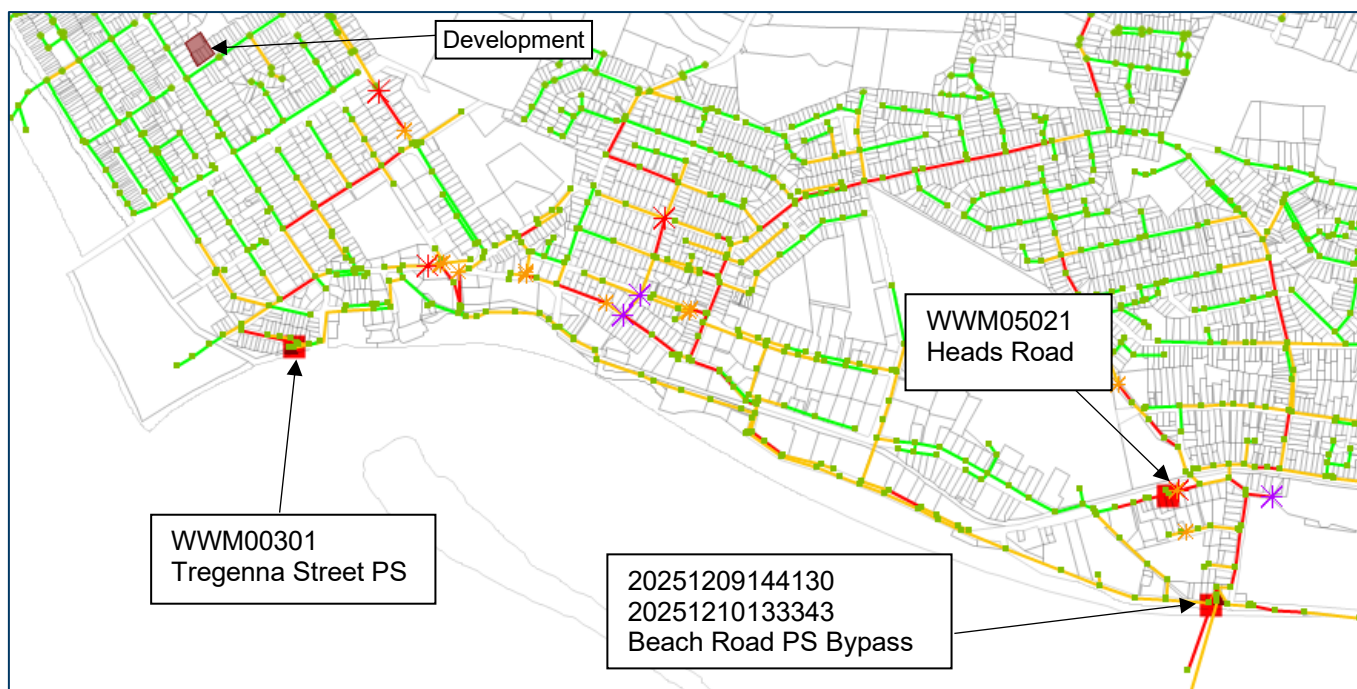 Development
WWM05021
Heads Road
WWM00301
Tregenna Street PS
20251209144130
20251210133343
Beach Road PS Bypass